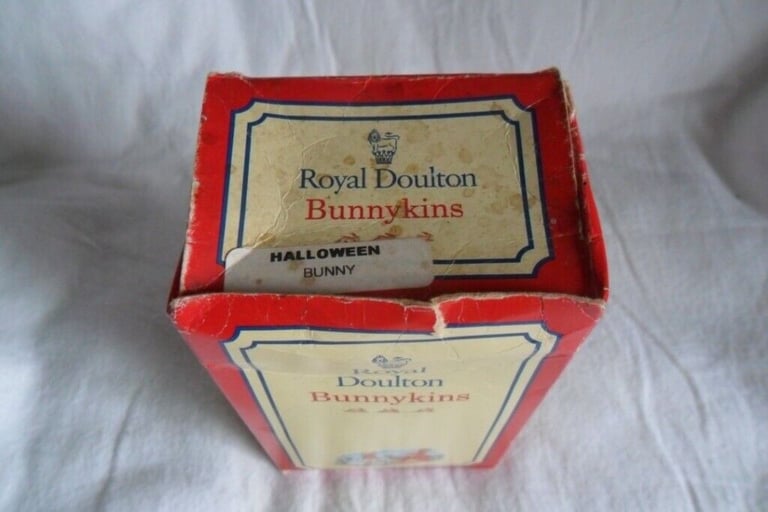 Royal Doulton
Bunnykins
HALLOWEEN
BUNNY
Royal
Doulton
Bunnykins